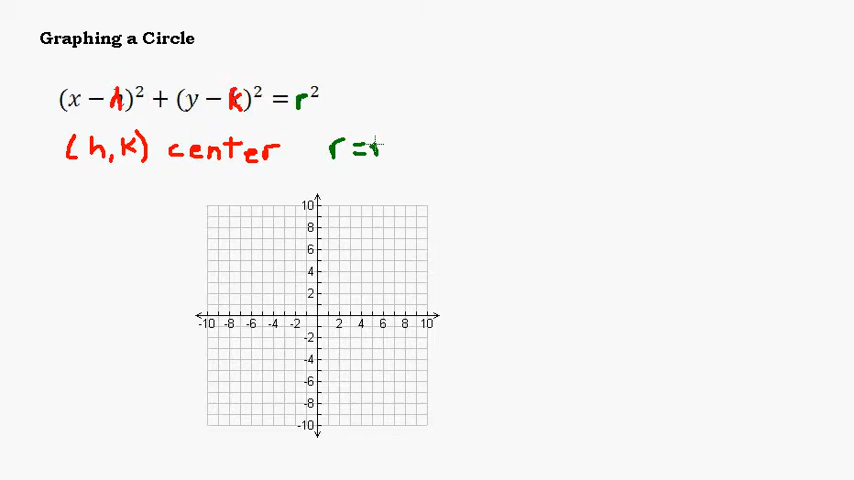 Graphing a Circle
(x − h)² + (y − k)² = r²
(h,k) center r = r
10
8
6
4
2
-10 -8 -6 -4 -2 2 4 6 8 10
-2
-4
-6
-8
-10